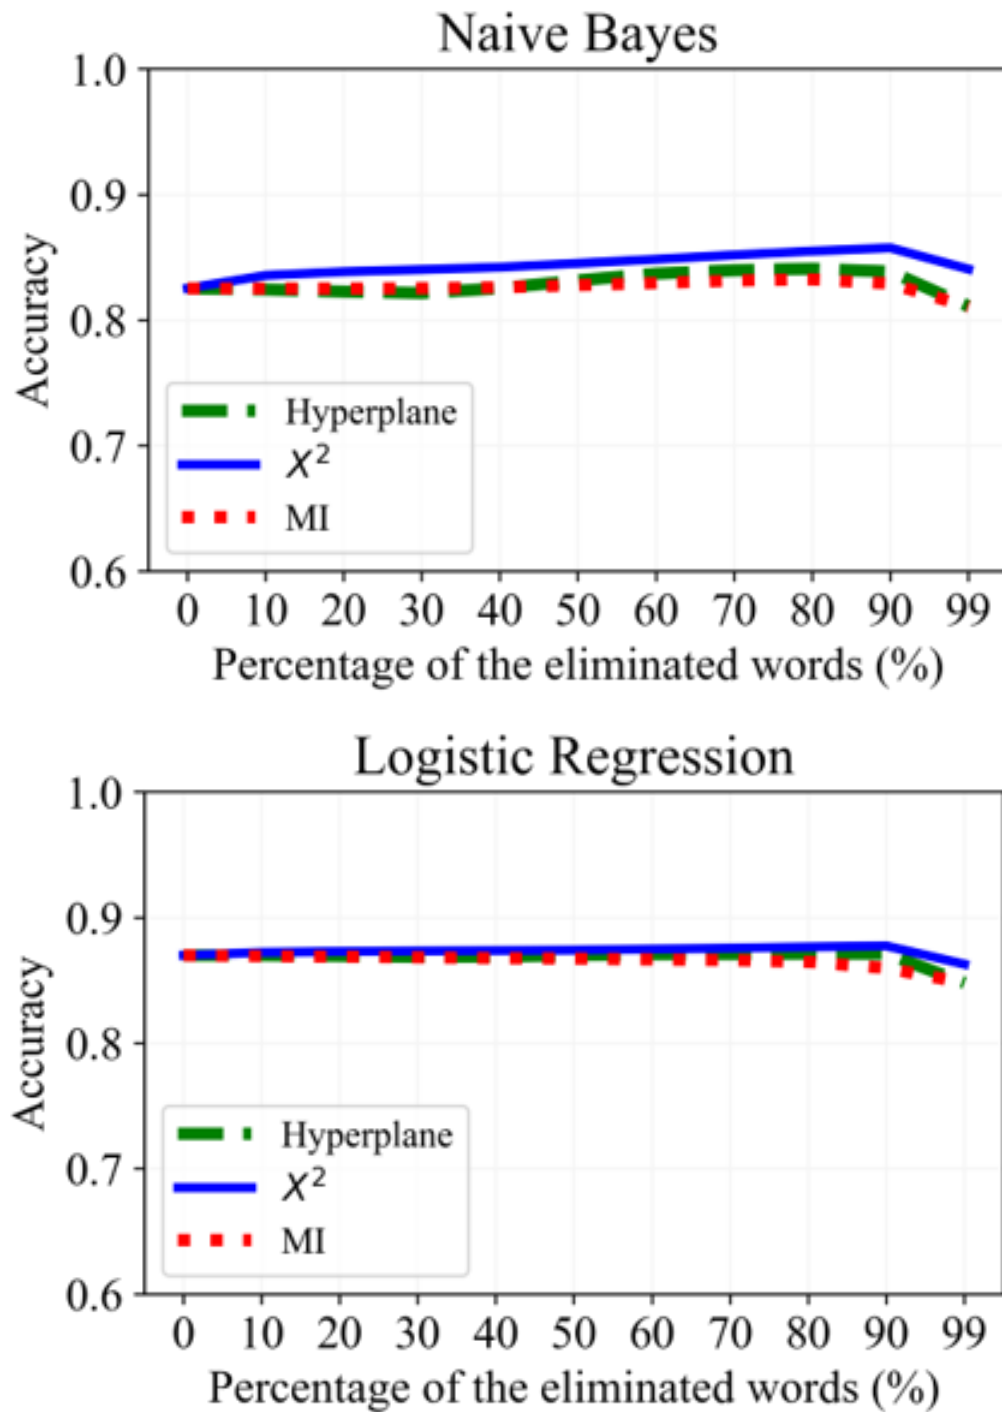 Naive Bayes
1.0
0.9
0.8
0.7
0.6
Accuracy
Hyperplane
X²
MI
0 10 20 30 40 50 60 70 80 90 99
Percentage of the eliminated words (%)
Logistic Regression
1.0
0.9
0.8
0.7
0.6
Accuracy
Hyperplane
X²
MI
0 10 20 30 40 50 60 70 80 90 99
Percentage of the eliminated words (%)